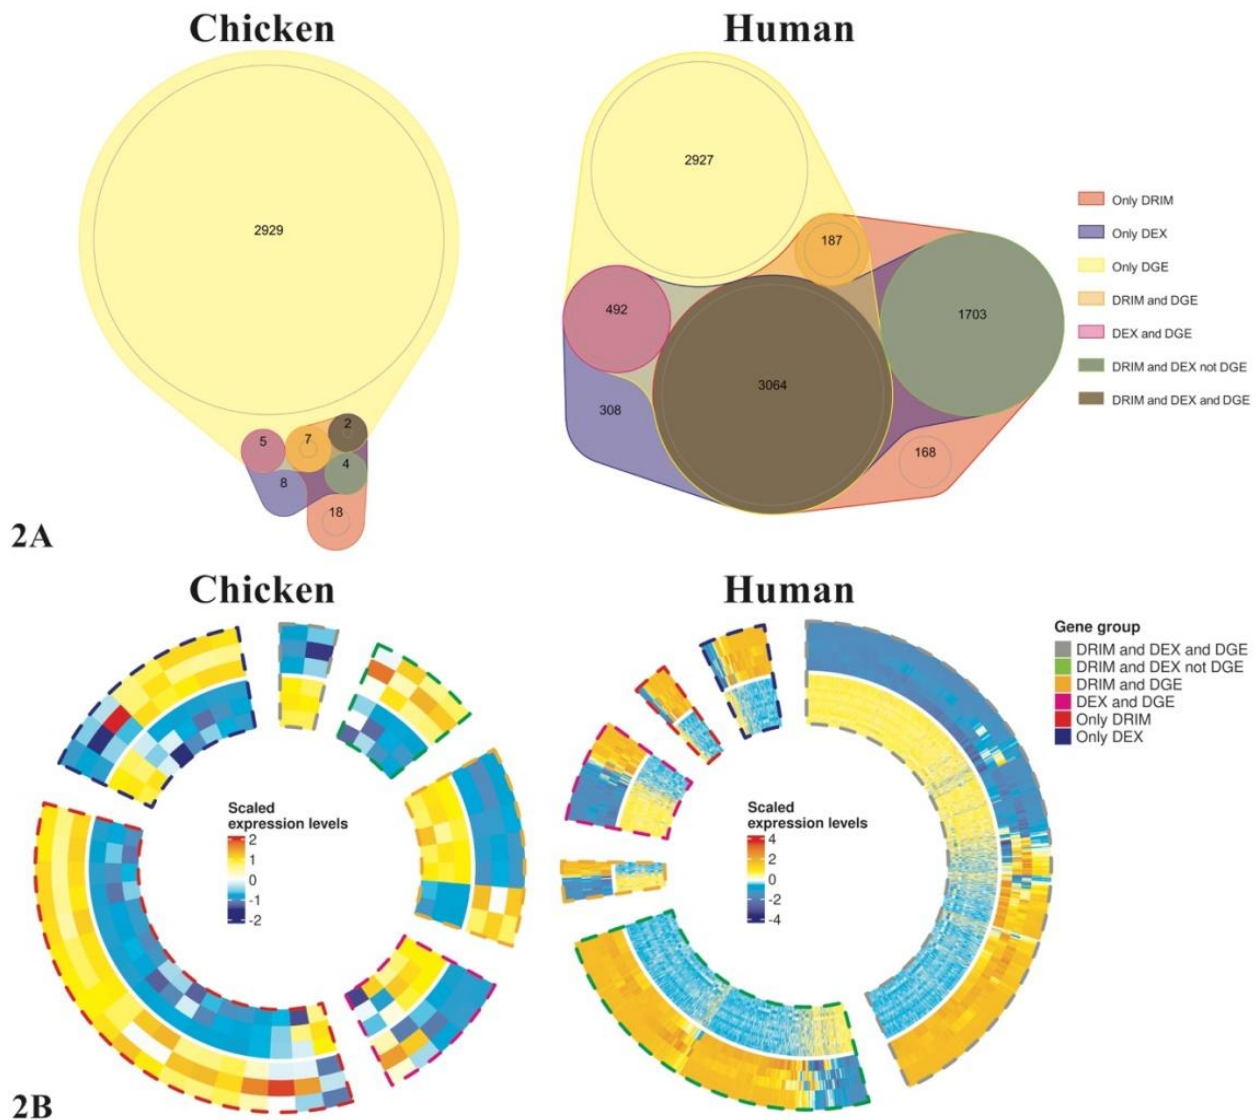 Chicken
Human
2929
5
7
2
4
8
18
2927
187
492
1703
3064
308
168
Only DRIM
Only DEX
Only DGE
DRIM and DGE
DEX and DGE
DRIM and DEX not DGE
DRIM and DEX and DGE
2A
Chicken
Human
Scaled
expression levels
2
1
0
-1
-2
Scaled
expression levels
4
2
0
-2
-4
Gene group
DRIM and DEX and DGE
DRIM and DEX not DGE
DRIM and DGE
DEX and DGE
Only DRIM
Only DEX
2B